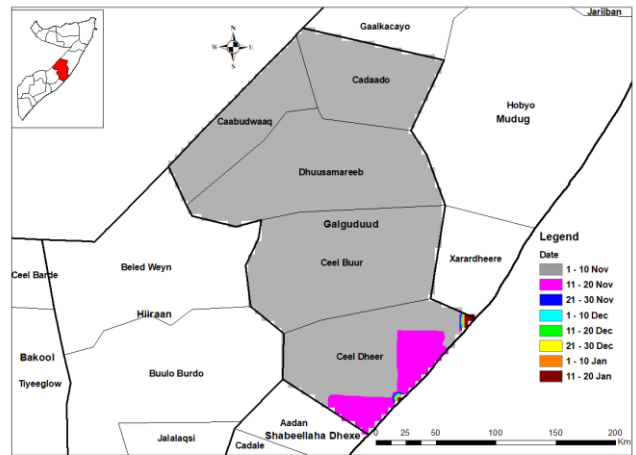 Jariiban
Gaalkacayo
N
W E
S
Cadaado
Hobyo
Mudug
Caabudwaaq
Dhuusamareeb
Galguduud
Ceel Buur
Xarardheere
Beled Weyn
Ceel Barde
Hiiraan
Ceel Dheer
Bakool
Tiyeeglow
Buulo Burdo
Aadan
Shabeellaha Dhexe
Jalalaqsi
Cadale
Legend
Date
1 - 10 Nov
11 - 20 Nov
21 - 30 Nov
1 - 10 Dec
11 - 20 Dec
21 - 30 Dec
1 - 10 Jan
11 - 20 Jan
0 25 50 100 150 200
Km